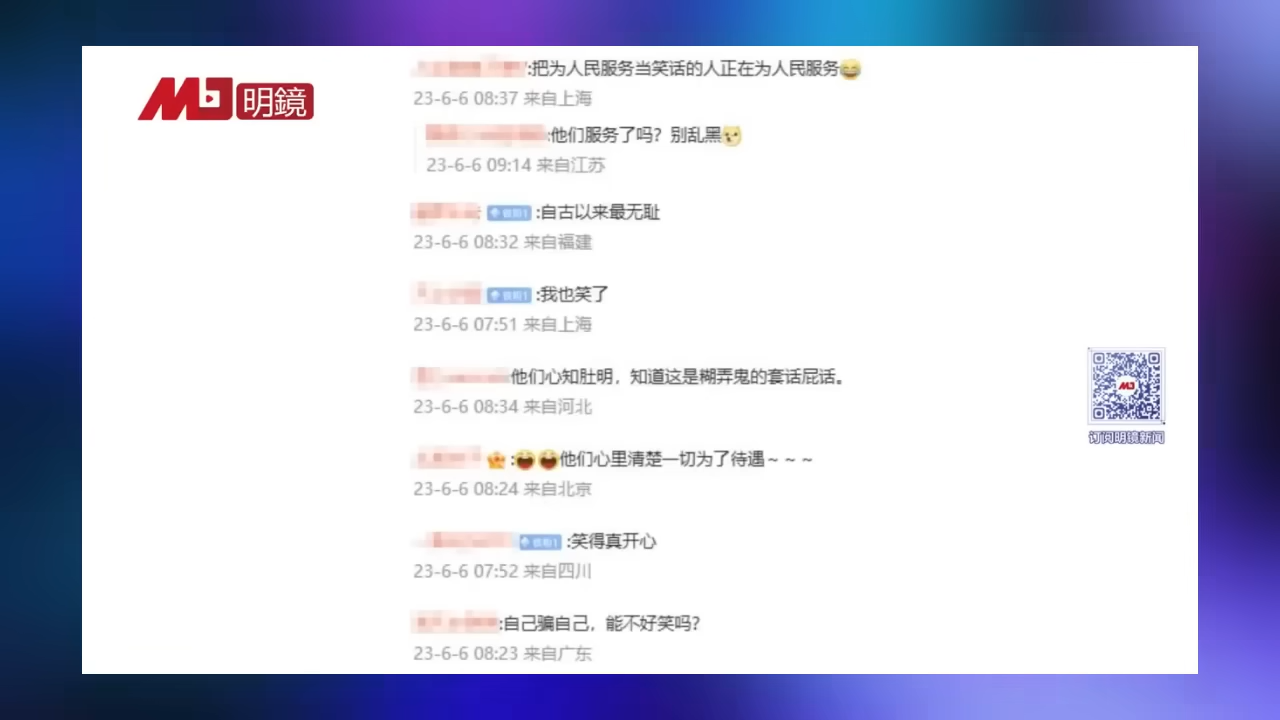 明鏡
:把为人民服务当笑话的人正在为人民服务😂
23-6-6 08:37 来自上海
:他们服务了吗？别乱黑
23-6-6 09:14 来自江苏
:自古以来最无耻
23-6-6 08:32 来自福建
:我也笑了
23-6-6 07:51 来自上海
他们心知肚明，知道这是糊弄鬼的套话屁话。
23-6-6 08:34 来自河北
:他们心里清楚一切为了待遇~~~
23-6-6 08:24 来自北京
:笑得真开心
23-6-6 07:52 来自四川
:自己骗自己，能不好笑吗?
23-6-6 08:23 来自广东
订阅明镜新闻